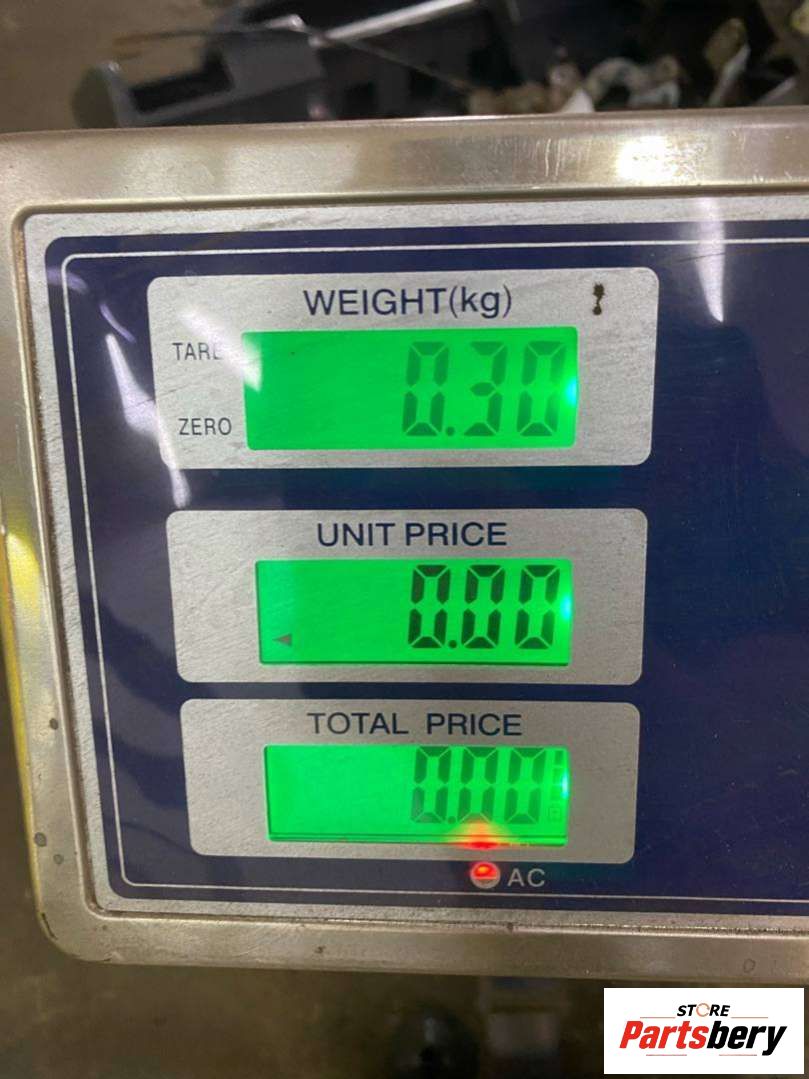 WEIGHT(kg)
TARE
0.30
ZERO
UNIT PRICE
0.00
TOTAL PRICE
0.00
AC
STORE
Partsbery